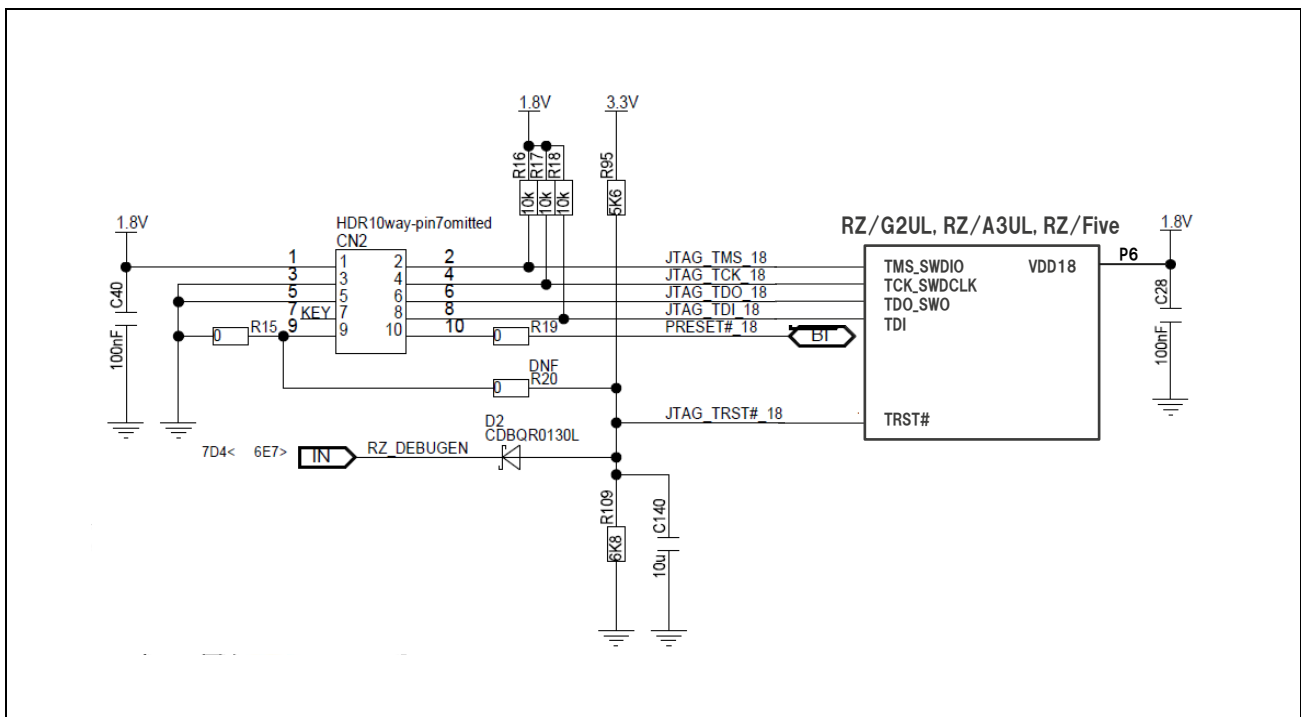 1.8V 3.3V
R16 R17 R18 R95
10k 10k 10k 5K6
1.8V
HDR10way-pin7omitted
CN2
RZ/G2UL, RZ/A3UL, RZ/Five
1.8V
P6
1 1 2 2 JTAG_TMS_18 TMS_SWDIO VDD18
3 3 4 4 JTAG_TCK_18 TCK_SWDCLK
5 5 6 6 JTAG_TDO_18 TDO_SWO
7 KEY 7 8 8 JTAG_TDI_18 TDI
9 9 10 10 R19 PRESET#_18 BI
C40 100nF
0 R15
0
C28 100nF
DNF
0 R20
JTAG_TRST#_18 TRST#
D2
CDBQR0130L
7D4< 6E7> IN RZ_DEBUGEN
R109 6K8
C140 10u